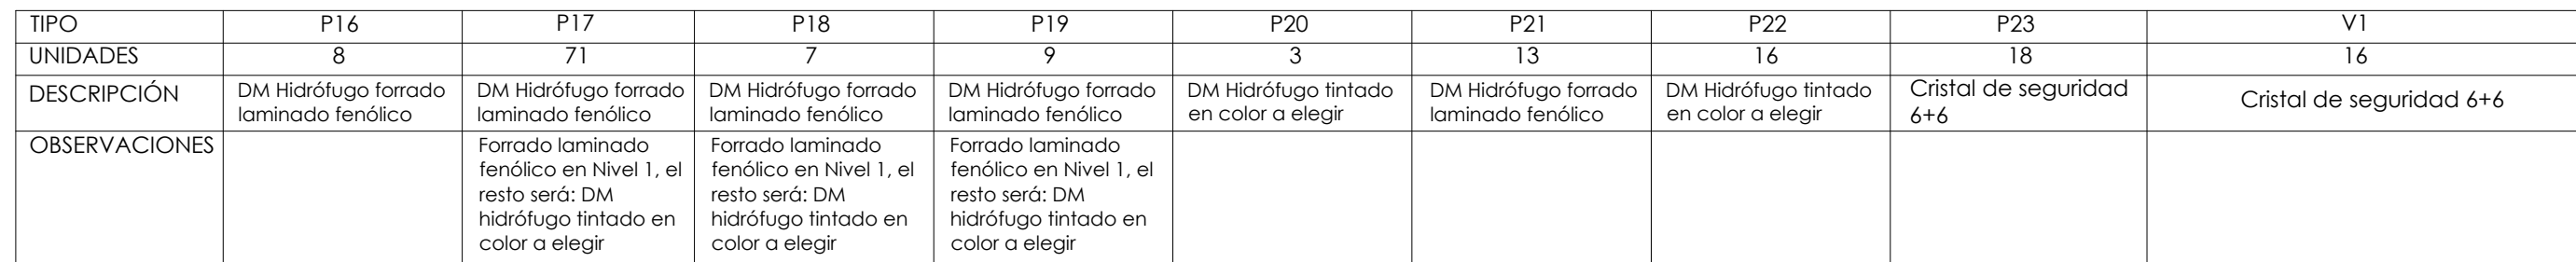 TIPO P16 P17 P18 P19 P20 P21 P22 P23 V1
UNIDADES 8 71 7 9 3 13 16 18 16
DESCRIPCIÓN
DM Hidrófugo forrado
laminado fenólico
DM Hidrófugo forrado
laminado fenólico
DM Hidrófugo forrado
laminado fenólico
DM Hidrófugo forrado
laminado fenólico
DM Hidrófugo tintado
en color a elegir
DM Hidrófugo forrado
laminado fenólico
DM Hidrófugo tintado
en color a elegir
Cristal de seguridad
6+6
Cristal de seguridad 6+6
OBSERVACIONES
Forrado laminado
fenólico en Nivel 1, el
resto será: DM
hidrófugo tintado en
color a elegir
Forrado laminado
fenólico en Nivel 1, el
resto será: DM
hidrófugo tintado en
color a elegir
Forrado laminado
fenólico en Nivel 1, el
resto será: DM
hidrófugo tintado en
color a elegir